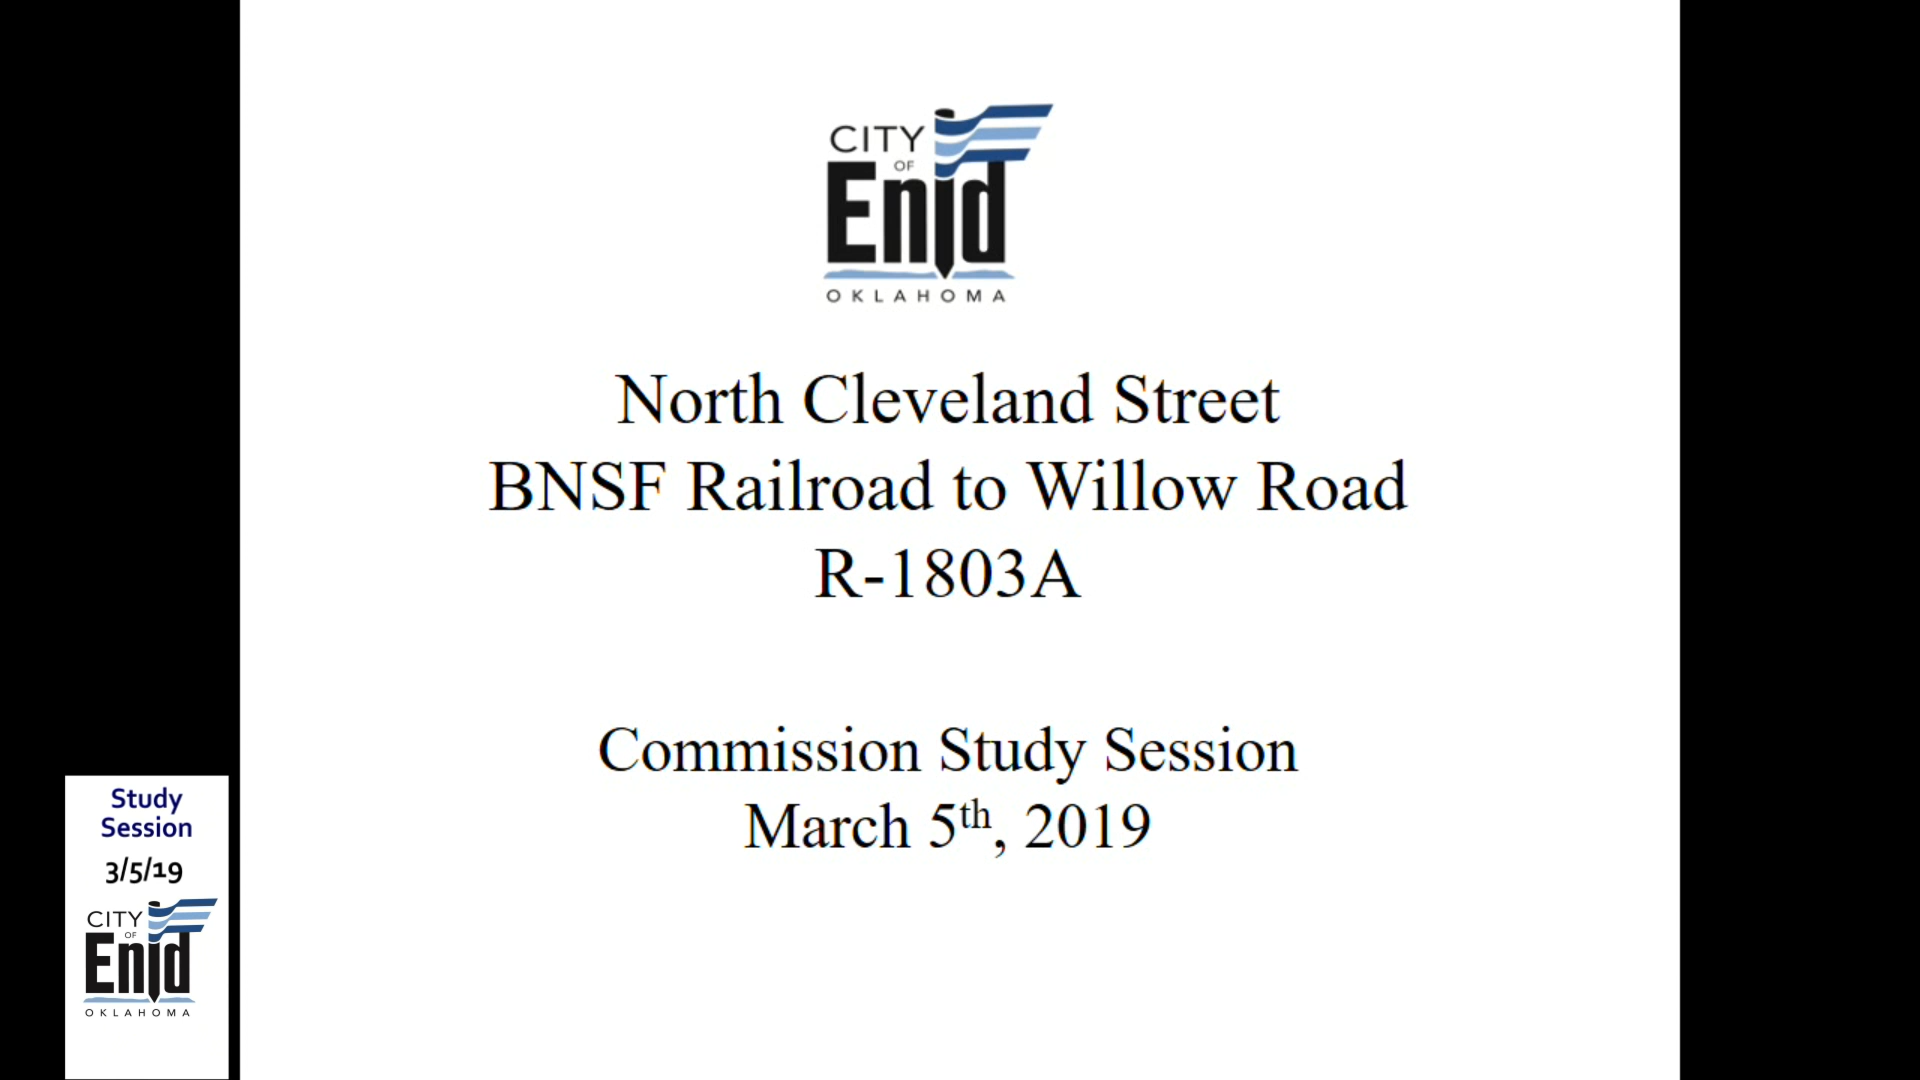 CITY
OF
Enid
OKLAHOMA
North Cleveland Street
BNSF Railroad to Willow Road
R-1803A
Commission Study Session
March 5th, 2019
Study
Session
3/5/19
CITY
OF
Enid
OKLAHOMA